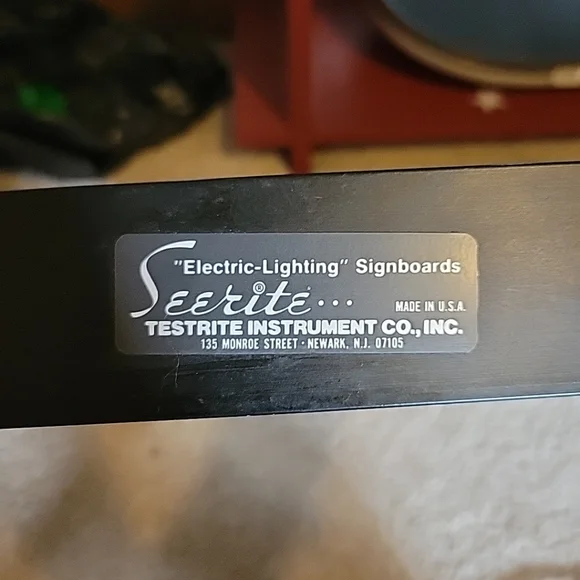 "Electric-Lighting" Signboards
Seerite®...
MADE IN U.S.A.
TESTRITE INSTRUMENT CO., INC.
135 MONROE STREET · NEWARK, N.J. 07105